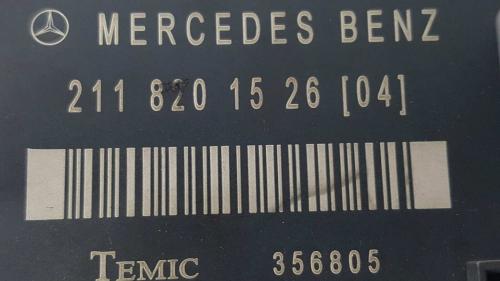 MERCEDES BENZ
211 820 15 26 [04]
TEMIC 356805